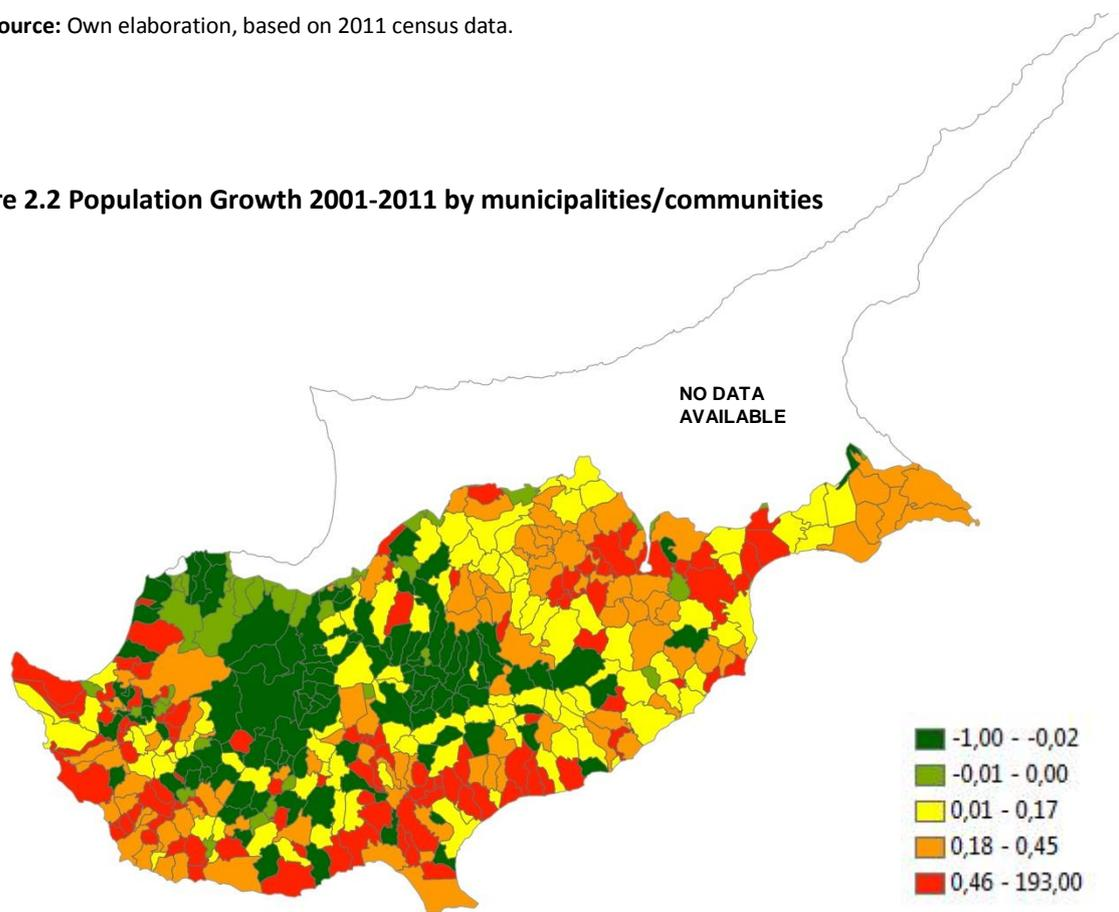 ource: Own elaboration, based on 2011 census data.
re 2.2 Population Growth 2001-2011 by municipalities/communities
NO DATA
AVAILABLE
-1,00 - -0,02
-0,01 - 0,00
0,01 - 0,17
0,18 - 0,45
0,46 - 193,00